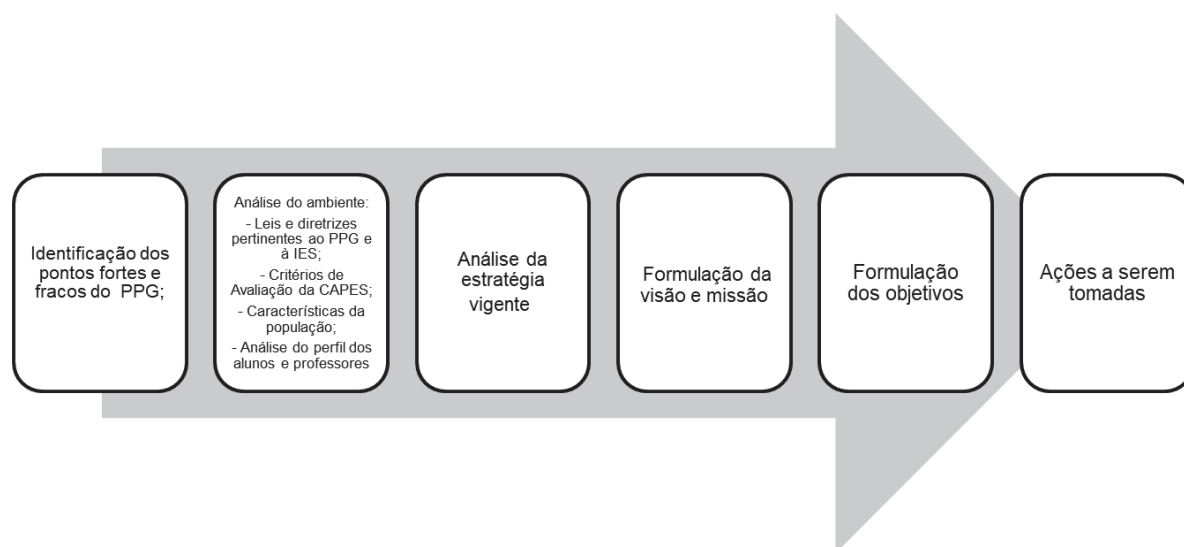 Identificação dos
pontos fortes e
fracos do PPG;
Análise do ambiente:
- Leis e diretrizes
pertinentes ao PPG e
à IES;
- Critérios de
Avaliação da CAPES;
- Características da
população;
- Análise do perfil dos
alunos e professores
Análise da
estratégia
vigente
Formulação da
visão e missão
Formulação
dos objetivos
Ações a serem
tomadas